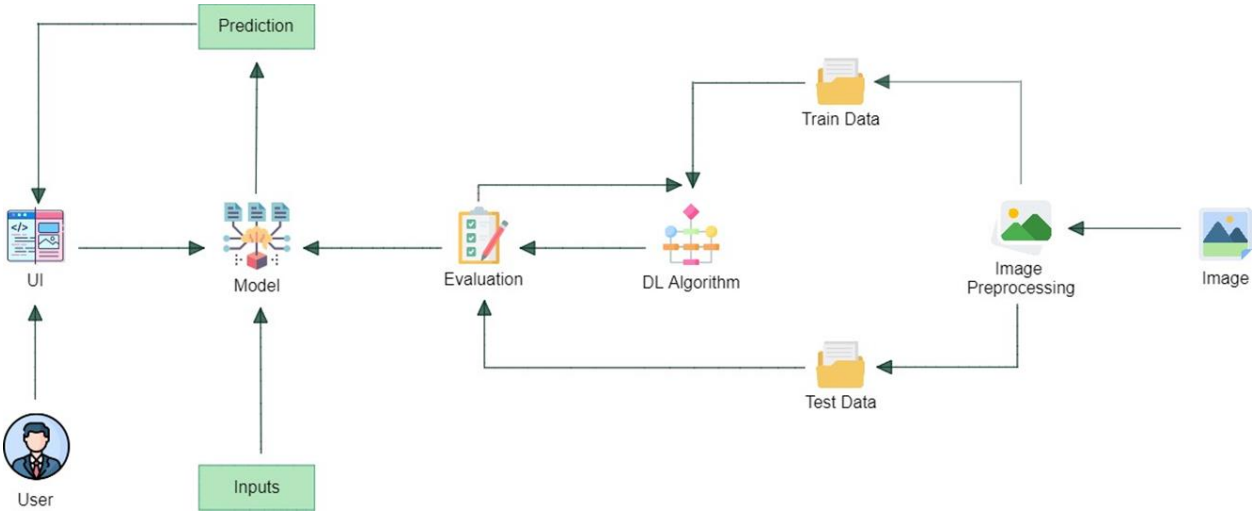 Prediction
Train Data
UI
Model
Evaluation
DL Algorithm
Image
Preprocessing
Image
Test Data
User
Inputs